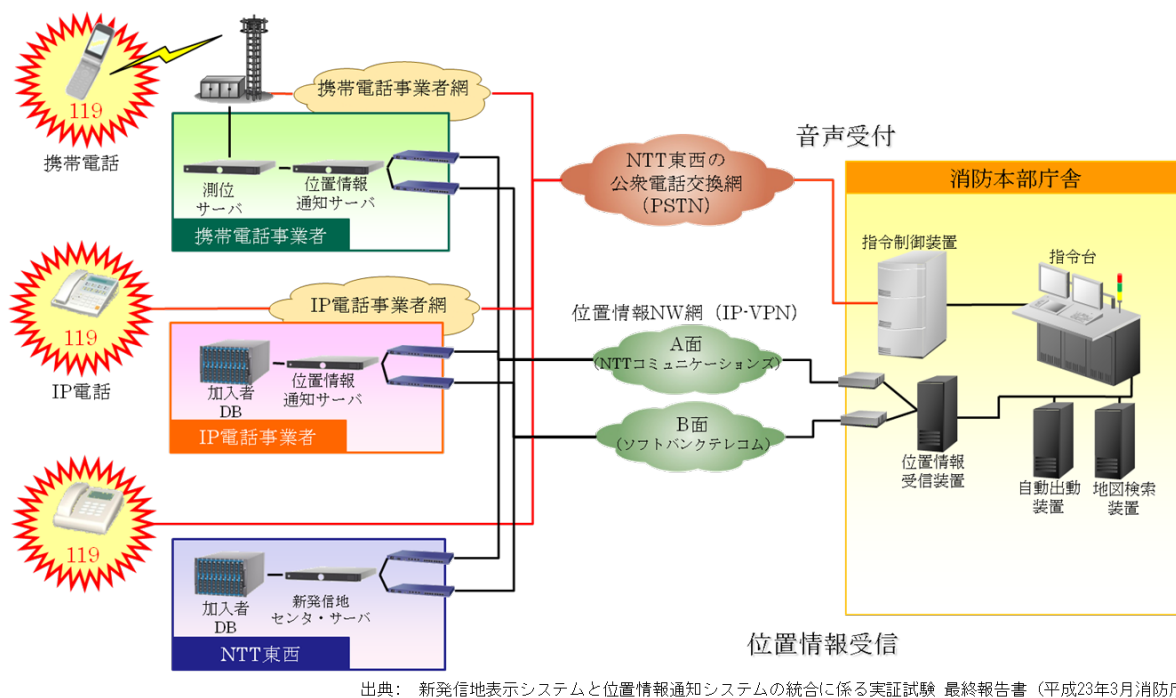 119
携帯電話
携帯電話事業者網
測位
サーバ
位置情報
通知サーバ
携帯電話事業者
119
IP電話
IP電話事業者網
加入者
DB
位置情報
通知サーバ
IP電話事業者
119
加入者
DB
新発信地
センタ・サーバ
NTT東西
NTT東西の
公衆電話交換網
(PSTN)
音声受付
位置情報NW網 (IP-VPN)
A面
(NTTコミュニケーションズ)
B面
(ソフトバンクテレコム)
消防本部庁舎
指令制御装置
指令台
位置情報
受信装置
自動出動
装置
地図検索
装置
位置情報受信
出典: 新発信地表示システムと位置情報通知システムの統合に係る実証試験 最終報告書 (平成23年3月消防